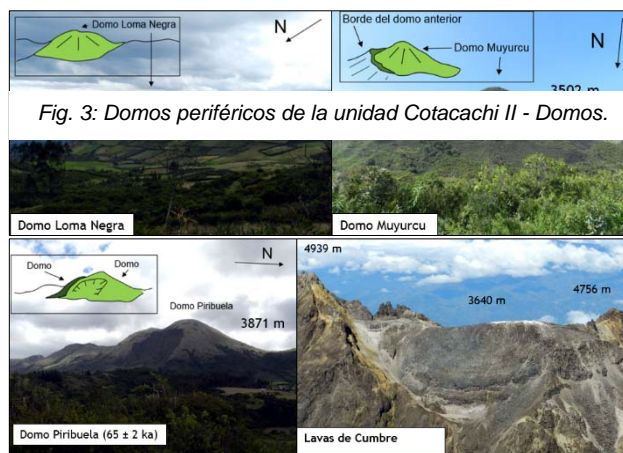 Domo Loma Negra
N
Borde del domo anterior
Domo Muyurcu
N
3502 m
Fig. 3: Domos periféricos de la unidad Cotacachi II - Domos.
Domo Loma Negra
Domo Muyurcu
Domo
Domo
N
Domo Piribuela
3871 m
Domo Piribuela (65 ± 2 ka)
4939 m
3640 m
4756 m
Lavas de Cumbre